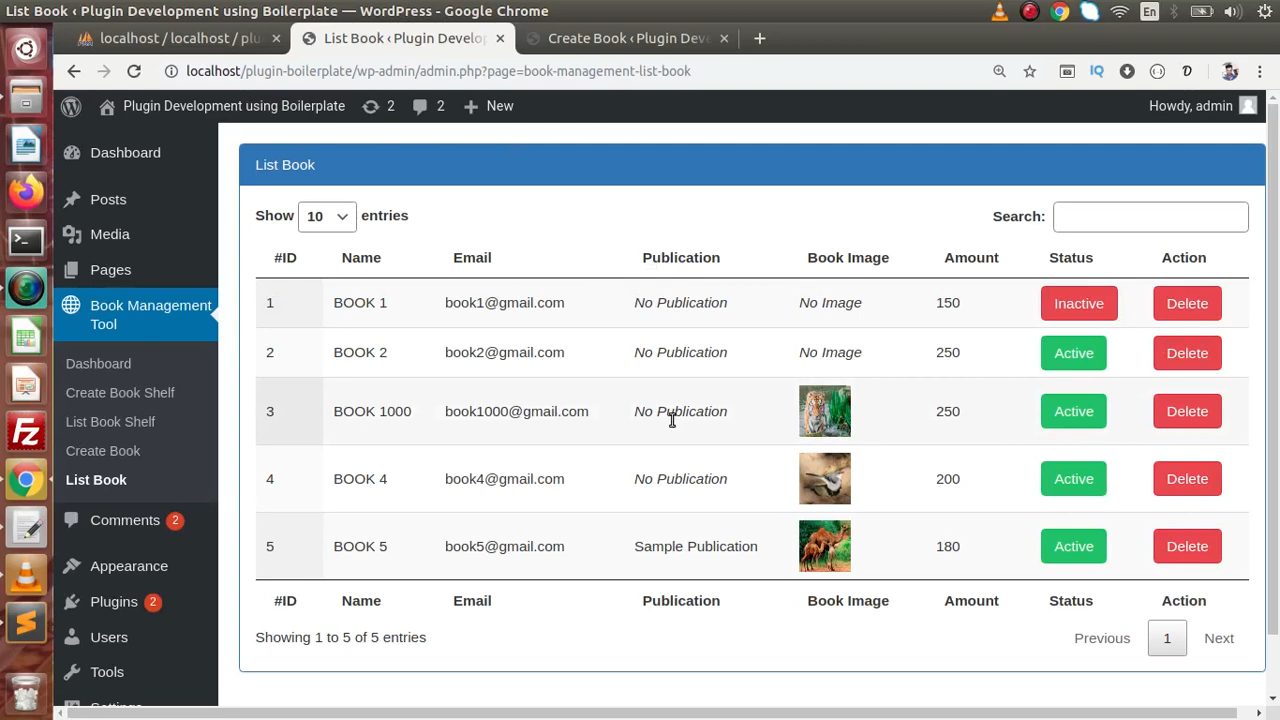 List Book ‹ Plugin Development using Boilerplate — WordPress - Google Chrome
En
localhost / localhost / plu
List Book ‹ Plugin Develop
Create Book ‹ Plugin Deve
localhost/plugin-boilerplate/wp-admin/admin.php?page=book-management-list-book
IQ
Plugin Development using Boilerplate
2
2
New
Howdy, admin
Dashboard
Posts
Media
Pages
Book Management
Tool
Dashboard
Create Book Shelf
List Book Shelf
Create Book
List Book
Comments 2
Appearance
Plugins 2
Users
Tools
Settings
List Book
Show 10 entries
Search:
#ID Name Email Publication Book Image Amount Status Action
1 BOOK 1 book1@gmail.com No Publication No Image 150 Inactive Delete
2 BOOK 2 book2@gmail.com No Publication No Image 250 Active Delete
3 BOOK 1000 book1000@gmail.com No Publication 250 Active Delete
4 BOOK 4 book4@gmail.com No Publication 200 Active Delete
5 BOOK 5 book5@gmail.com Sample Publication 180 Active Delete
#ID Name Email Publication Book Image Amount Status Action
Showing 1 to 5 of 5 entries
Previous 1 Next